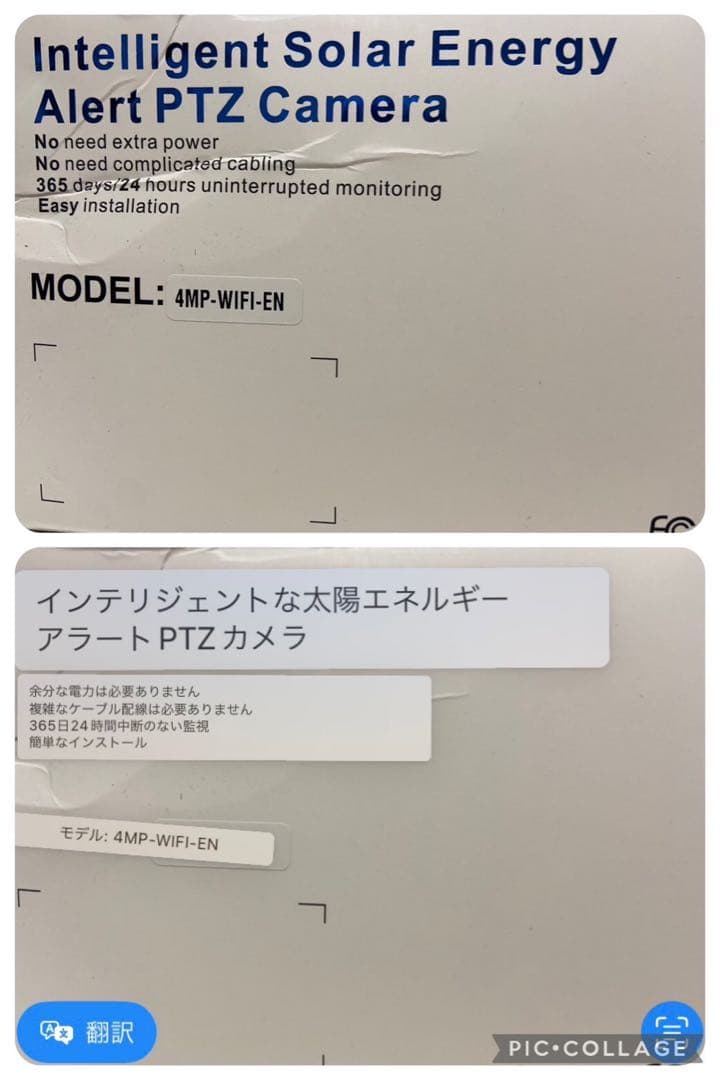 Intelligent Solar Energy
Alert PTZ Camera
No need extra power
No need complicated cabling
365 days/24 hours uninterrupted monitoring
Easy installation
MODEL: 4MP-WIFI-EN
FC
インテリジェントな太陽エネルギー
アラートPTZカメラ
余分な電力は必要ありません
複雑なケーブル配線は必要ありません
365日24時間中断のない監視
簡単なインストール
モデル: 4MP-WIFI-EN
翻訳
PIC•COLLAGE